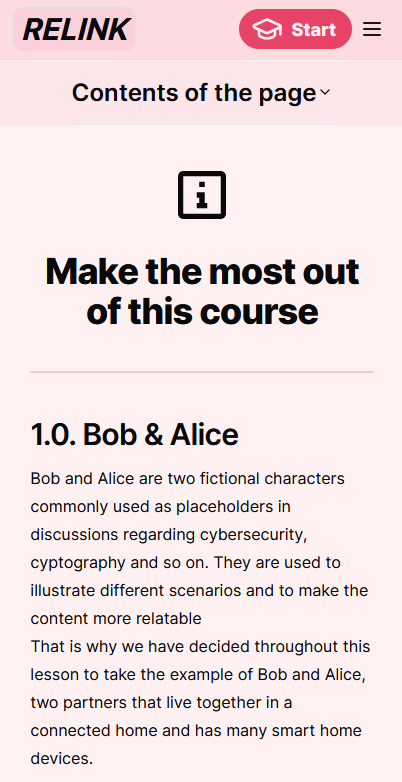 RELINK
Start
Contents of the page
Make the most out
of this course
1.0. Bob & Alice
Bob and Alice are two fictional characters
commonly used as placeholders in
discussions regarding cybersecurity,
cyptography and so on. They are used to
illustrate different scenarios and to make the
content more relatable
That is why we have decided throughout this
lesson to take the example of Bob and Alice,
two partners that live together in a
connected home and has many smart home
devices.